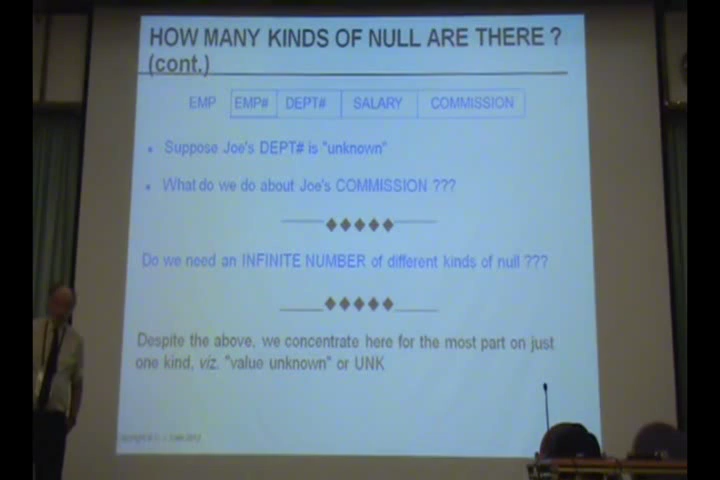 HOW MANY KINDS OF NULL ARE THERE ?
(cont.)
EMP EMP# DEPT# SALARY COMMISSION
• Suppose Joe's DEPT# is "unknown"
• What do we do about Joe's COMMISSION ???
Do we need an INFINITE NUMBER of different kinds of null ???
Despite the above, we concentrate here for the most part on just
one kind, viz. "value unknown" or UNK